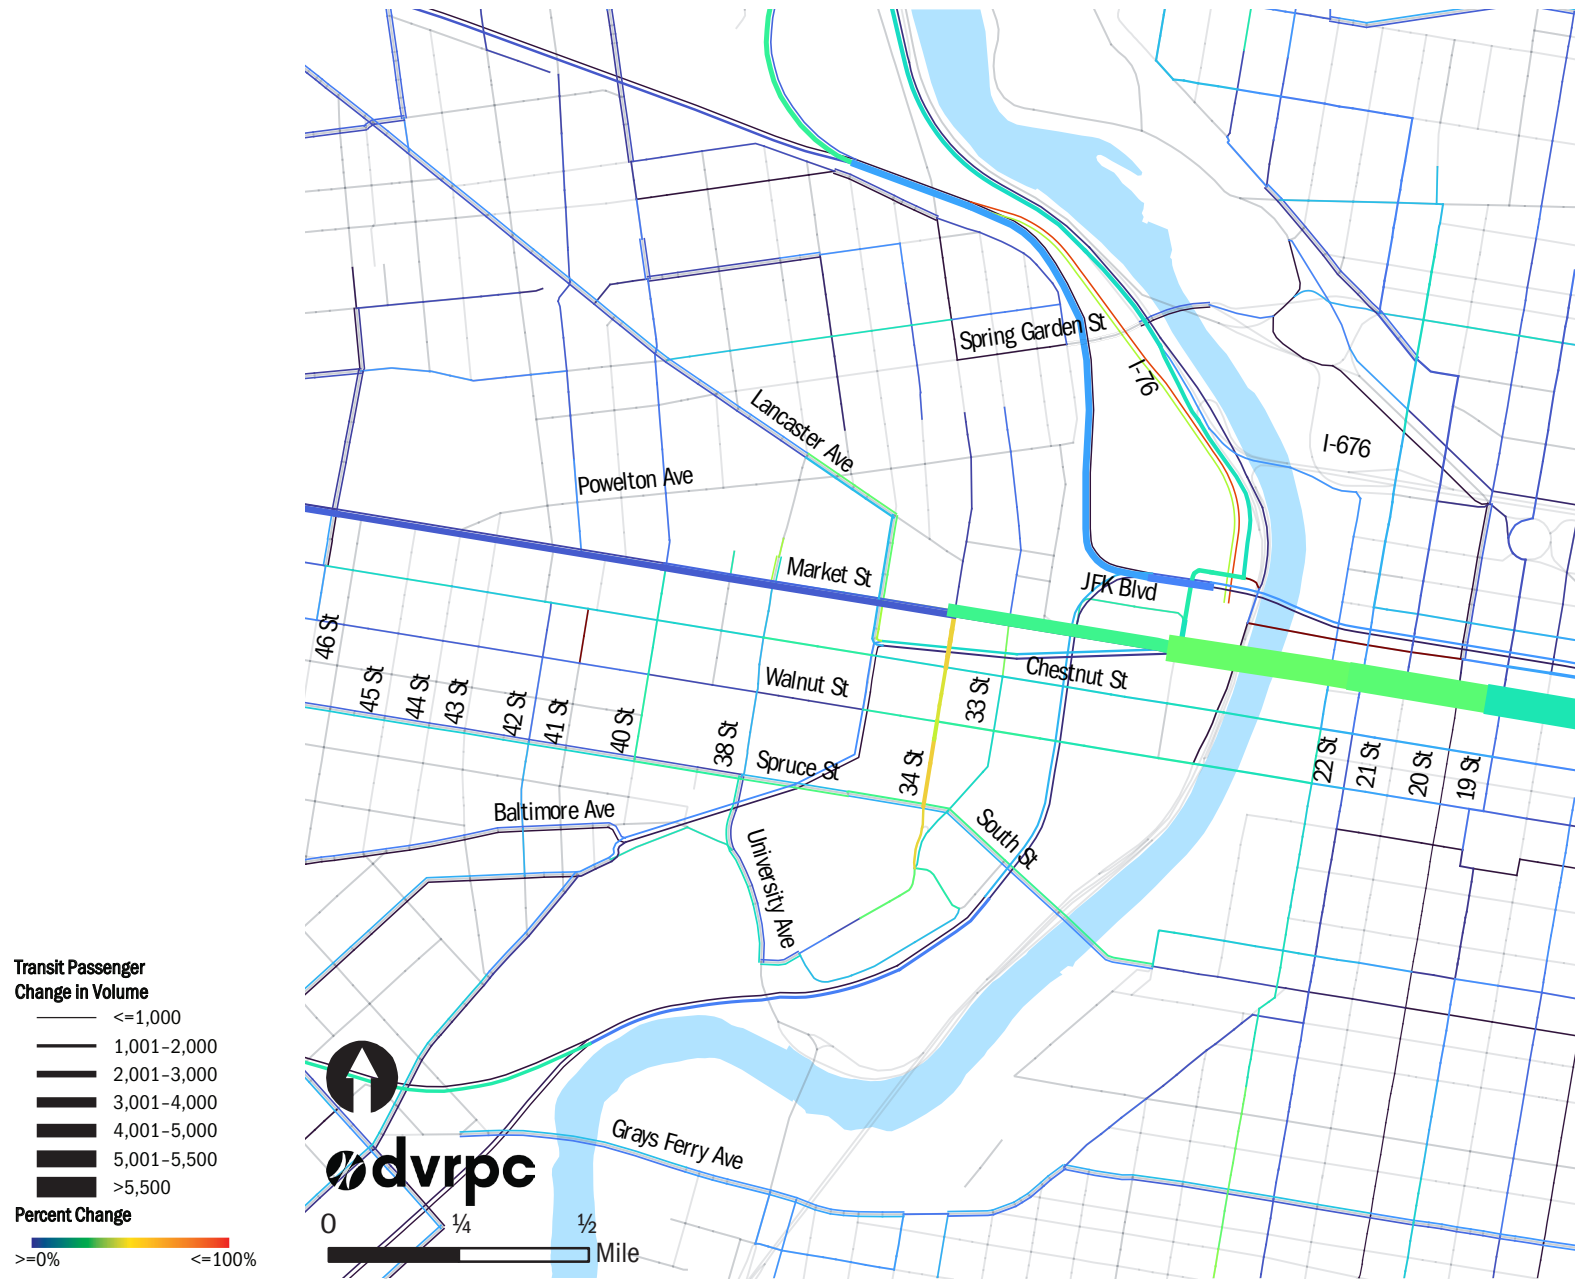 Spring Garden St
I-76
I-676
Lancaster Ave
Powelton Ave
Market St
JFK Blvd
Chestnut St
Walnut St
46 St
45 St
44 St
43 St
42 St
41 St
40 St
38 St
Spruce St
34 St
33 St
22 St
21 St
20 St
19 St
Baltimore Ave
University Ave
South St
Grays Ferry Ave
Transit Passenger
Change in Volume
<=1,000
1,001–2,000
2,001–3,000
3,001–4,000
4,001–5,000
5,001–5,500
>5,500
Percent Change
>=0% <=100%
dvrpc
0 ¼ ½
Mile